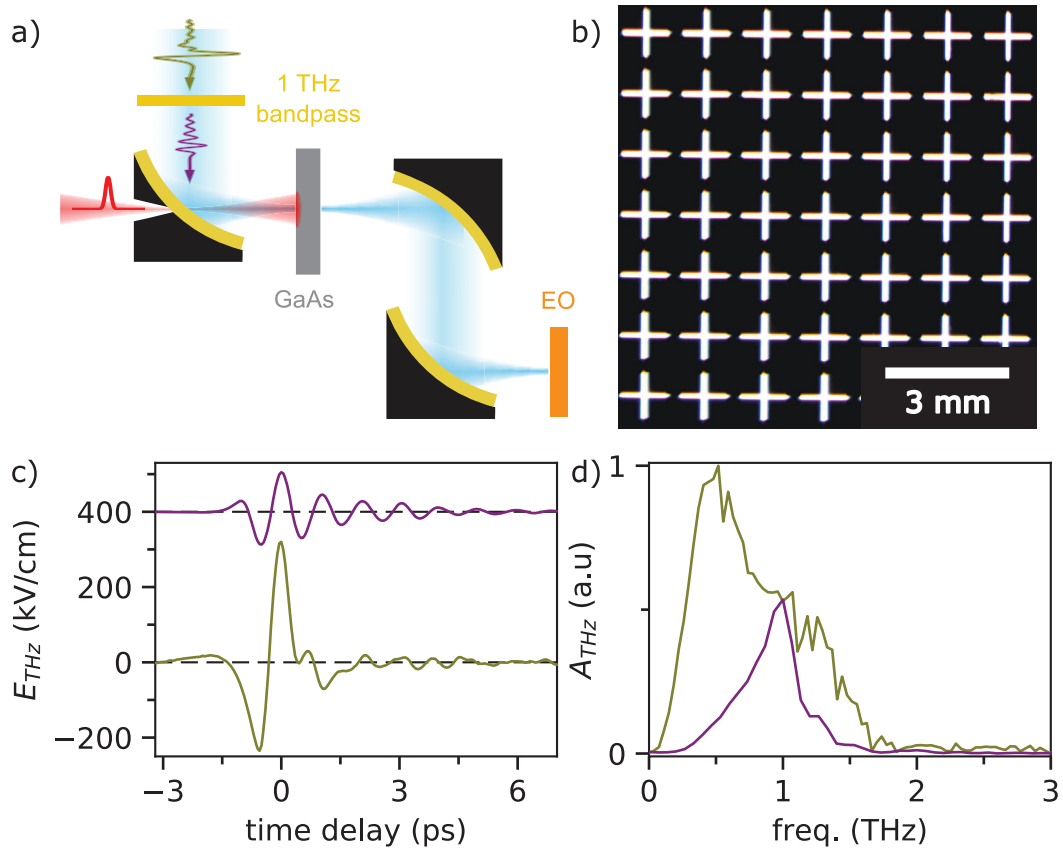 a)
1 THz
bandpass
GaAs
EO
b)
3 mm
c)
400
200
0
−200
E_THz (kV/cm)
−3
0
3
6
time delay (ps)
d)
1
0
A_THz (a.u)
0
1
2
3
freq. (THz)